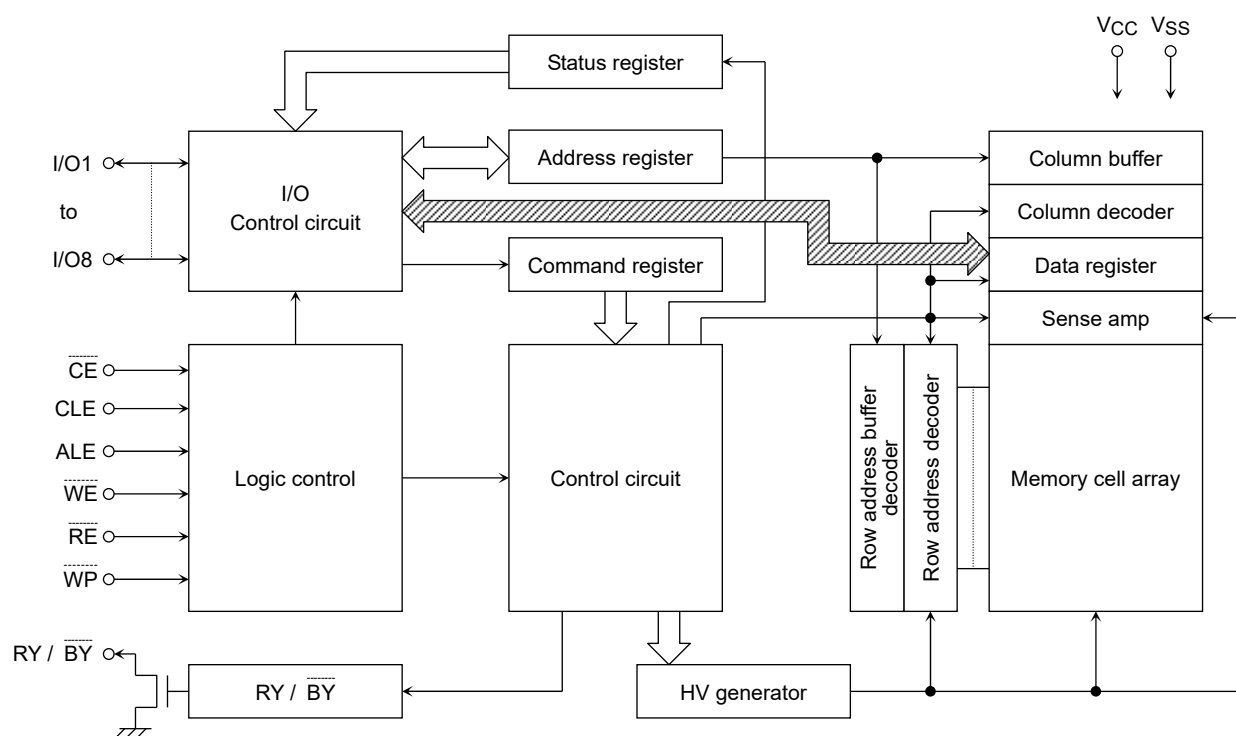 VCC VSS
Status register
I/O1
to
I/O8
I/O
Control circuit
Address register
Column buffer
Column decoder
Command register
Data register
Sense amp
CE
CLE
ALE
WE
RE
WP
Logic control
Control circuit
Row address buffer
decoder
Row address decoder
Memory cell array
RY / BY
RY / BY
HV generator